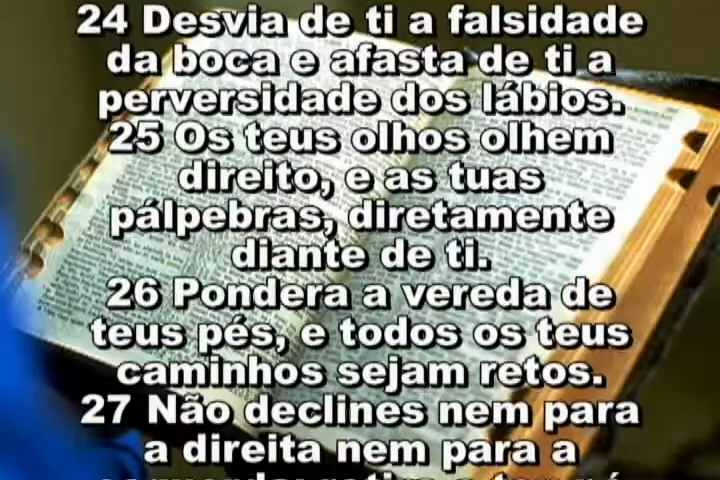 24 Desvia de ti a falsidade
da boca e afasta de ti a
perversidade dos lábios.
25 Os teus olhos olhem
direito, e as tuas
pálpebras, diretamente
diante de ti.
26 Pondera a vereda de
teus pés, e todos os teus
caminhos sejam retos.
27 Não declines nem para
a direita nem para a